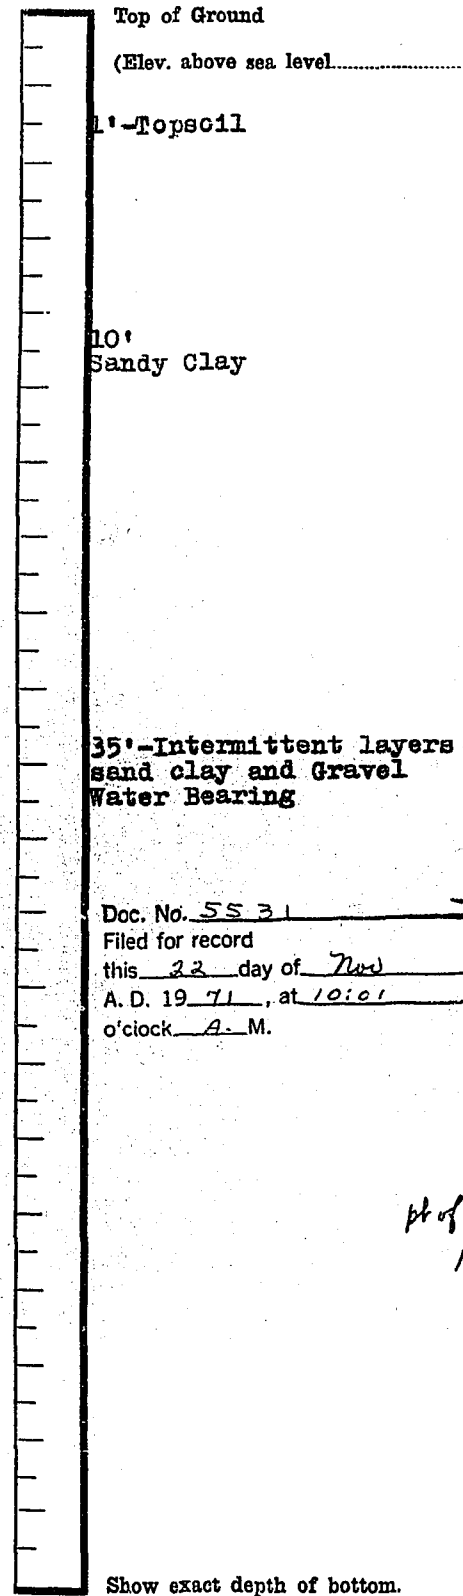 Top of Ground
(Elev. above sea level
1'-Topsoil
10'
Sandy Clay
35'-Intermittent layers
sand clay and Gravel
Water Bearing
Doc. No. 5531
Filed for record
this 22 day of Nov
A. D. 19 71, at 10:01
o'clock A. M.
of
Show exact depth of bottom.